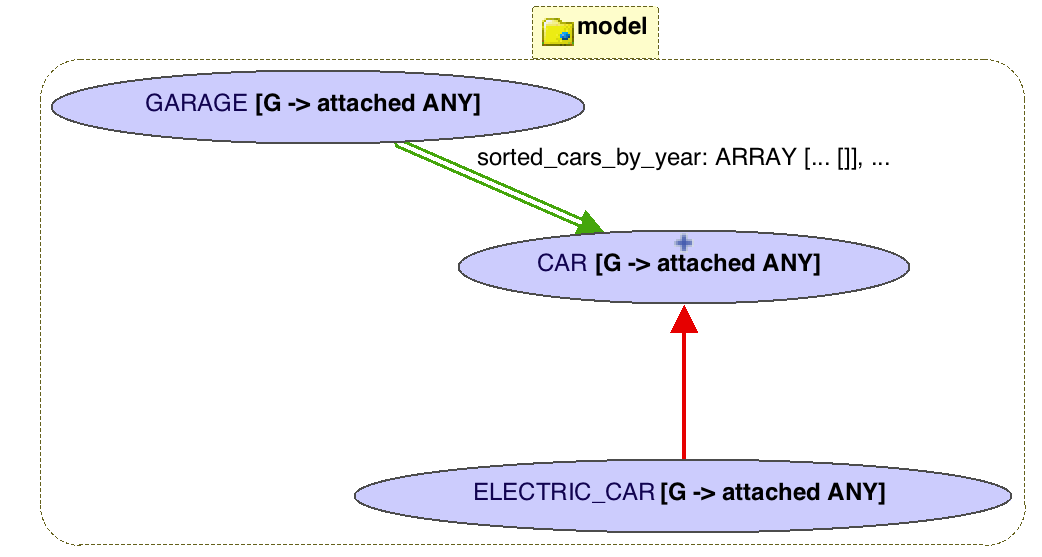 model
GARAGE [G -> attached ANY]
sorted_cars_by_year: ARRAY [... []], ...
CAR [G -> attached ANY]
ELECTRIC_CAR [G -> attached ANY]